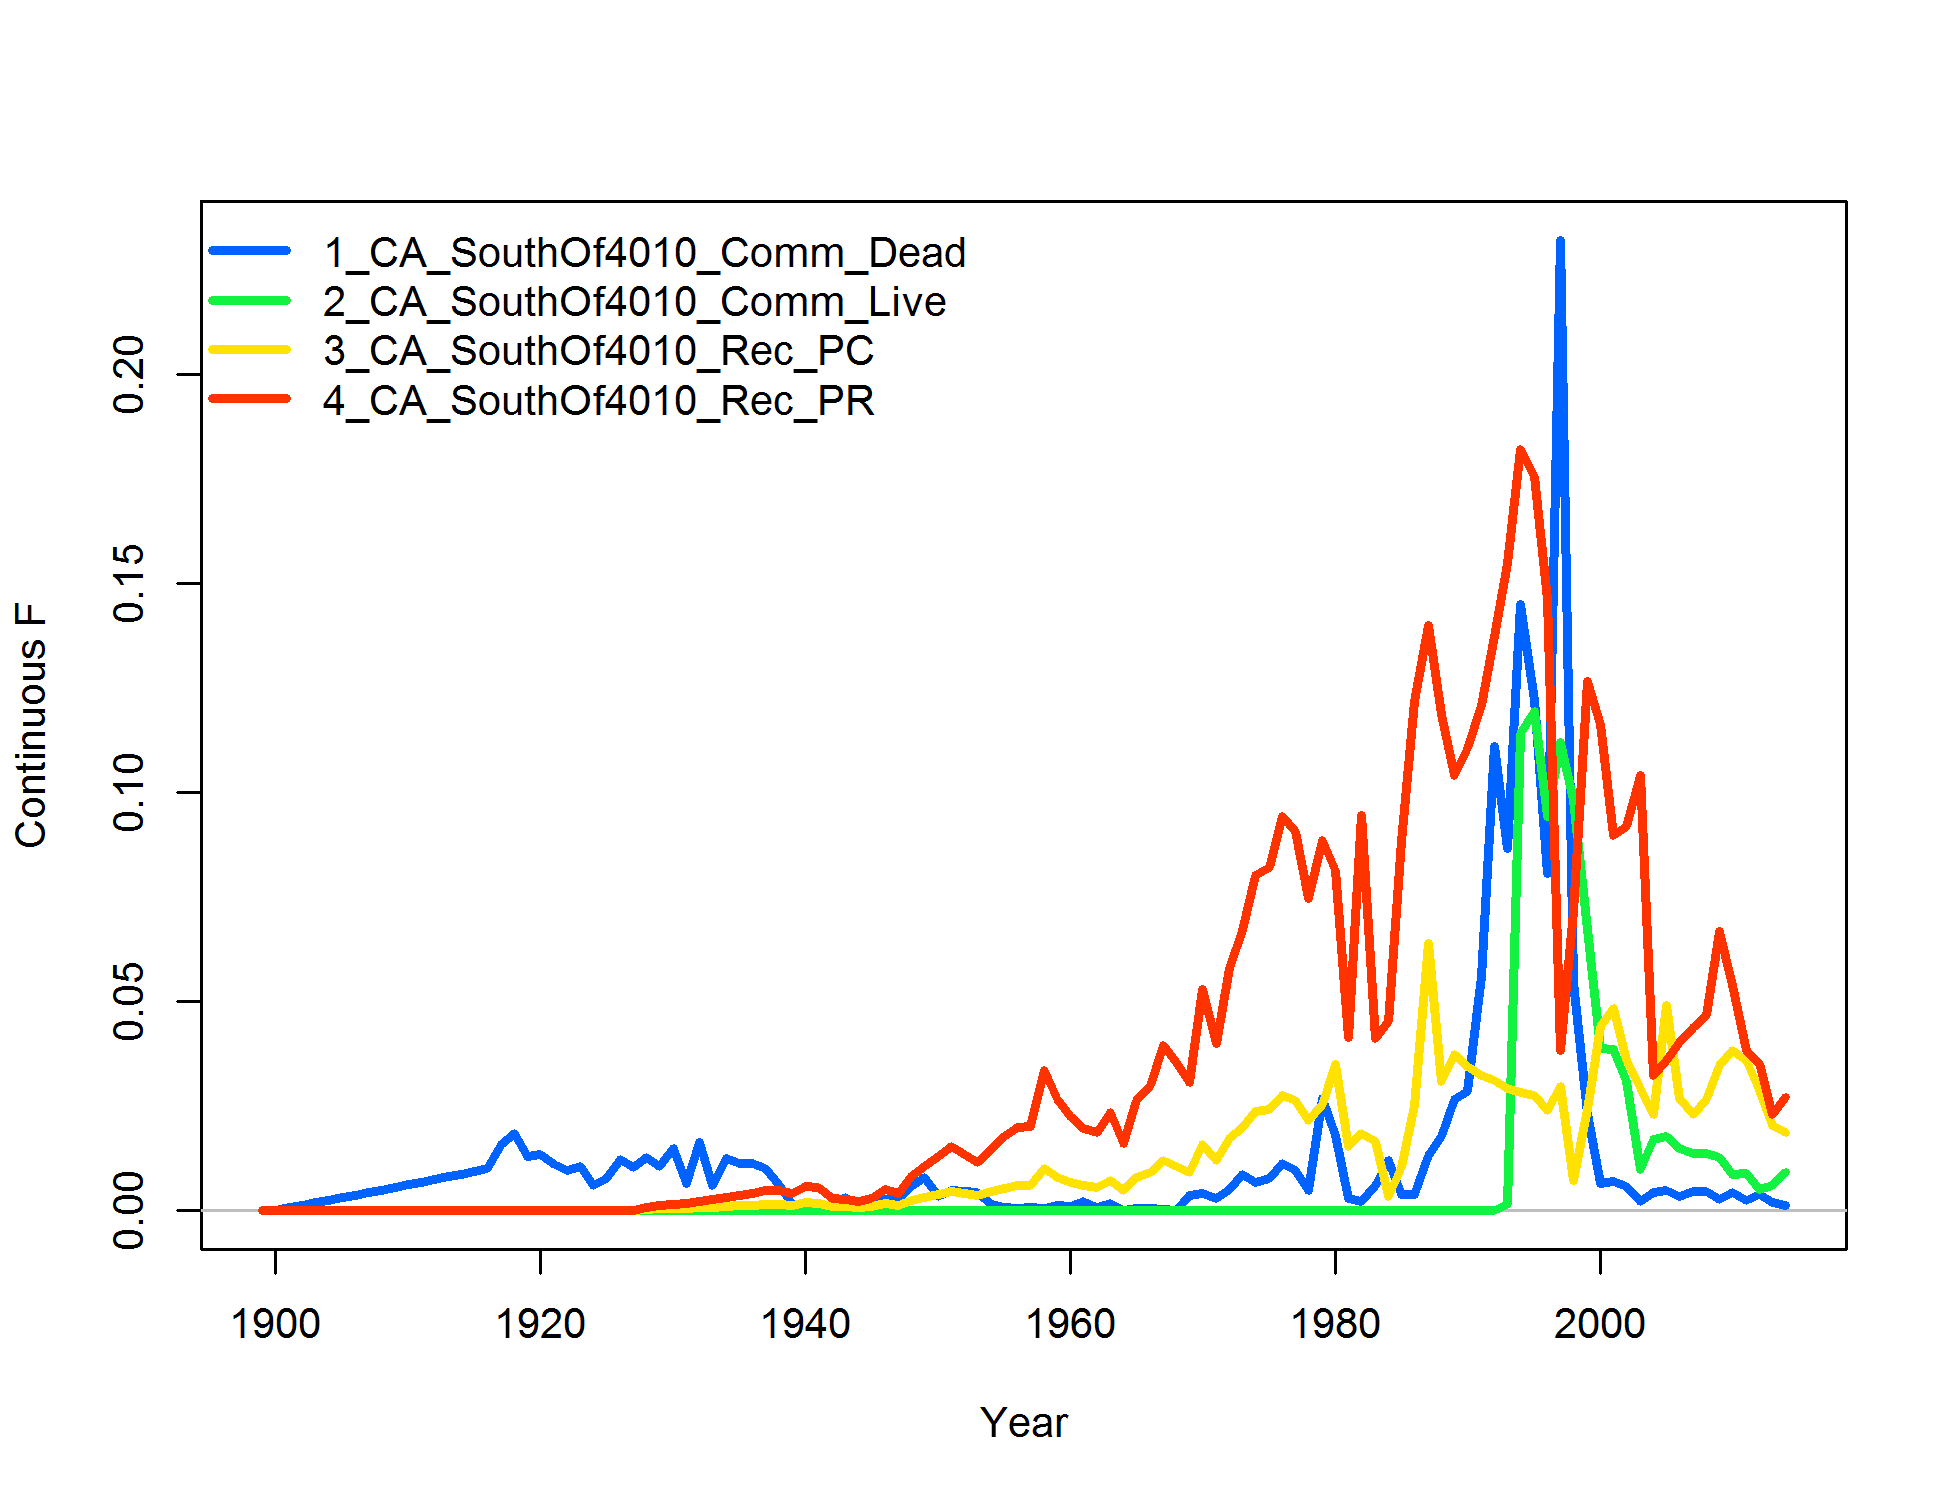 1_CA_SouthOf4010_Comm_Dead
2_CA_SouthOf4010_Comm_Live
3_CA_SouthOf4010_Rec_PC
4_CA_SouthOf4010_Rec_PR
Continuous F
0.20
0.15
0.10
0.05
0.00
1900 1920 1940 1960 1980 2000
Year